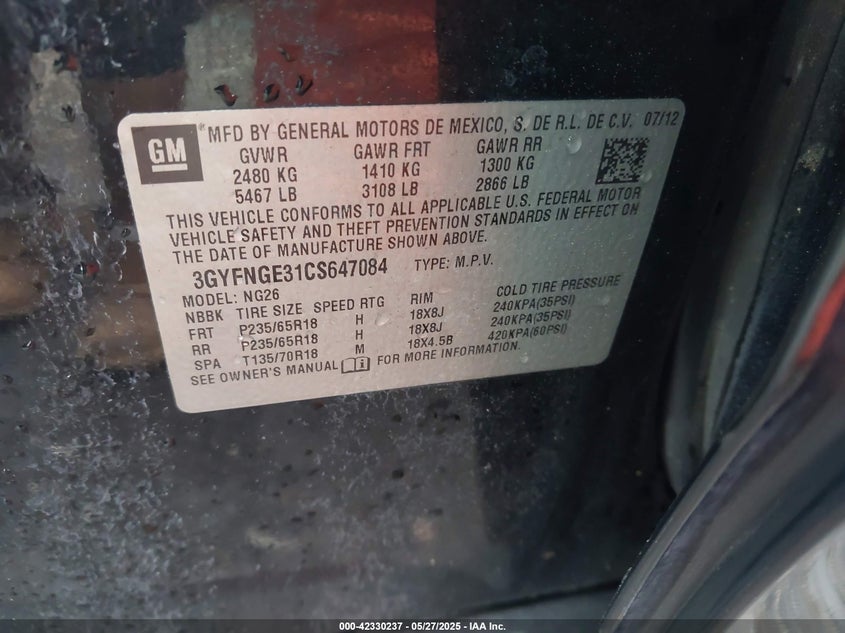 GM
®MFD BY GENERAL MOTORS DE MEXICO, S. DE R.L. DE C.V. 07/12
GVWR GAWR FRT GAWR RR
2480 KG 1410 KG 1300 KG
5467 LB 3108 LB 2866 LB
THIS VEHICLE CONFORMS TO ALL APPLICABLE U.S. FEDERAL MOTOR
VEHICLE SAFETY AND THEFT PREVENTION STANDARDS IN EFFECT ON
THE DATE OF MANUFACTURE SHOWN ABOVE.
3GYFNGE31CS647084 TYPE: M.P.V.
MODEL: NG26
NBBK TIRE SIZE SPEED RTG RIM COLD TIRE PRESSURE
FRT P235/65R18 H 18X8J 240KPA(35PSI)
RR P235/65R18 H 18X8J 240KPA(35PSI)
SPA T135/70R18 M 18X4.5B 420KPA(60PSI)
SEE OWNER'S MANUAL FOR MORE INFORMATION.
000-42330237 - 05/27/2025 - IAA Inc.